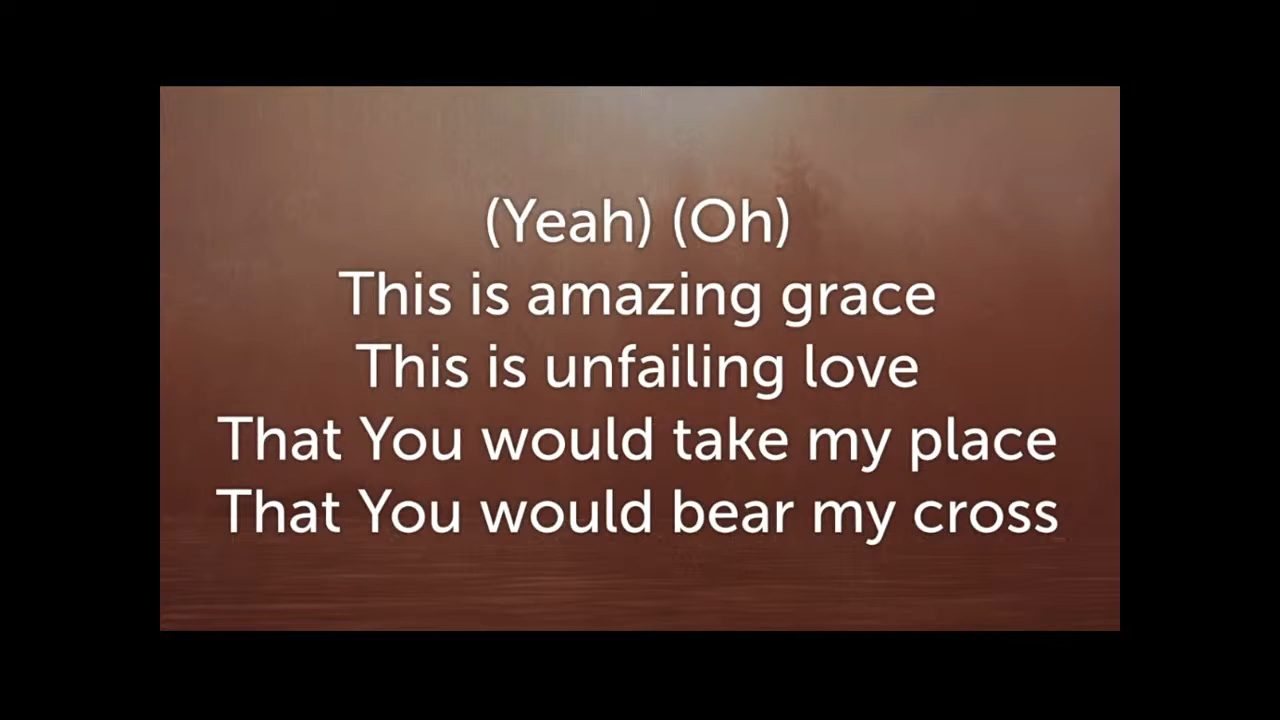 (Yeah) (Oh)
This is amazing grace
This is unfailing love
That You would take my place
That You would bear my cross